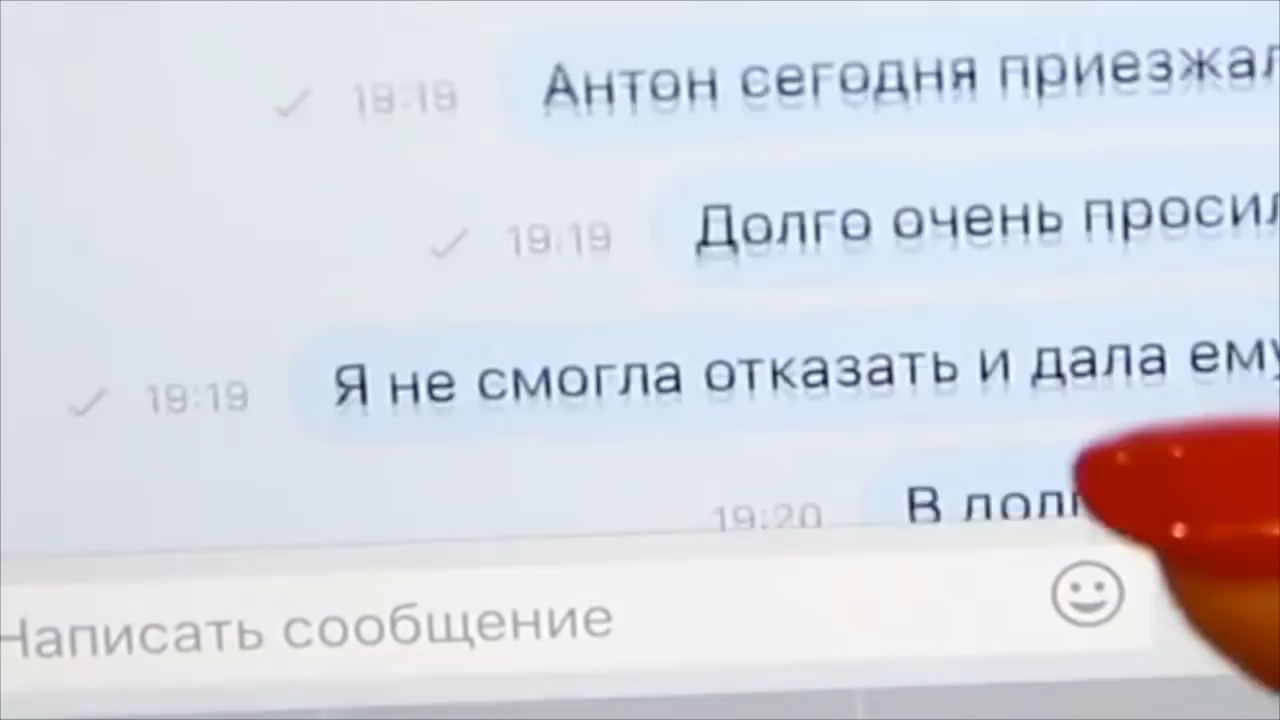 19:19 Антон сегодня приезжал
19:19 Долго очень просил
19:19 Я не смогла отказать и дала ему
19:20 В
Написать сообщение